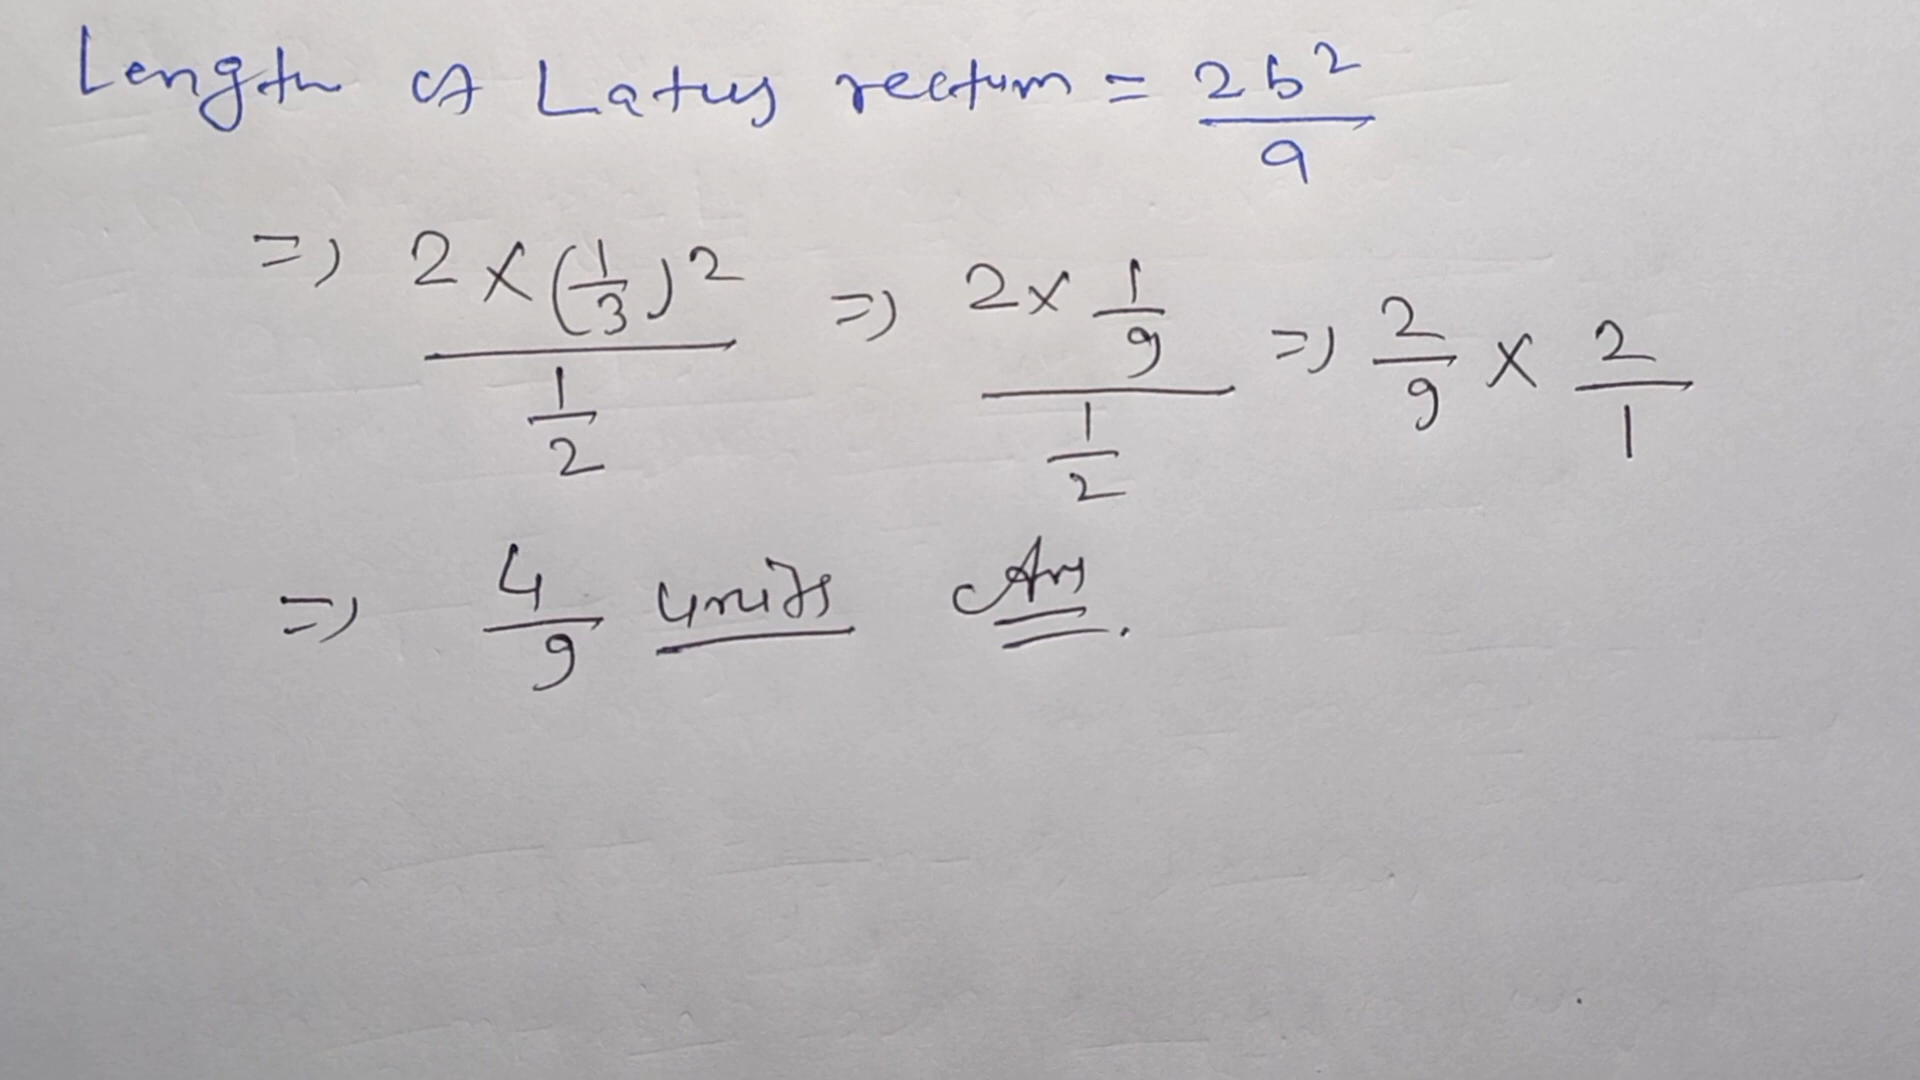 Length of Latus rectum = 2b²/a
=> 2×(1/3)²/(1/2) => 2×(1/9)/(1/2) => 2/9 × 2/1
=> 4/9 units Ans.